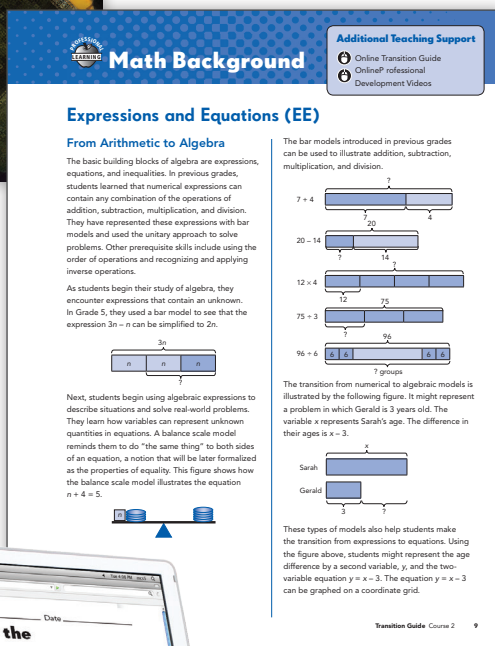 PROFESSIONAL
LEARNING
Math Background
Additional Teaching Support
Online Transition Guide
OnlineP rofessional
Development Videos
Expressions and Equations (EE)
From Arithmetic to Algebra
The basic building blocks of algebra are expressions,
equations, and inequalities. In previous grades,
students learned that numerical expressions can
contain any combination of the operations of
addition, subtraction, multiplication, and division.
They have represented these expressions with bar
models and used the unitary approach to solve
problems. Other prerequisite skills include using the
order of operations and recognizing and applying
inverse operations.
As students begin their study of algebra, they
encounter expressions that contain an unknown.
In Grade 5, they used a bar model to see that the
expression 3n – n can be simplified to 2n.
3n
n n n
?
Next, students begin using algebraic expressions to
describe situations and solve real-world problems.
They learn how variables can represent unknown
quantities in equations. A balance scale model
reminds them to do “the same thing” to both sides
of an equation, a notion that will be later formalized
as the properties of equality. This figure shows how
the balance scale model illustrates the equation
n + 4 = 5.
n
The bar models introduced in previous grades
can be used to illustrate addition, subtraction,
multiplication, and division.
?
7 + 4
7 4
20
20 – 14
? 14
?
12 × 4
12
75
75 ÷ 3
?
96
96 ÷ 6 6 6 6 6
? groups
The transition from numerical to algebraic models is
illustrated by the following figure. It might represent
a problem in which Gerald is 3 years old. The
variable x represents Sarah’s age. The difference in
their ages is x – 3.
x
Sarah
Gerald
3 ?
These types of models also help students make
the transition from expressions to equations. Using
the figure above, students might represent the age
difference by a second variable, y, and the two-
variable equation y = x – 3. The equation y = x – 3
can be graphed on a coordinate grid.
Date
the
Transition Guide Course 2 9